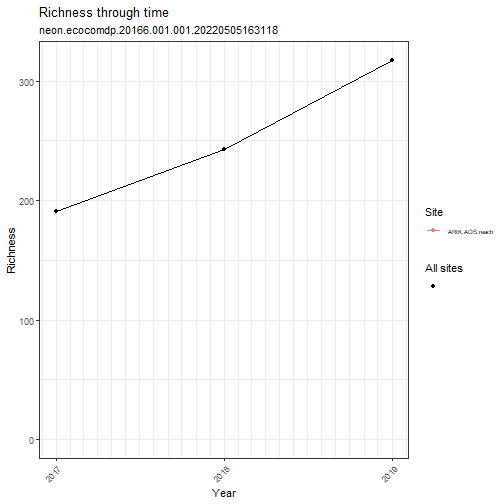 Richness through time
neon.ecocomdp.20166.001.001.20220505163118
300
200
100
0
Richness
2017
2018
2019
Year
Site
ARIK.AOS.reach
All sites